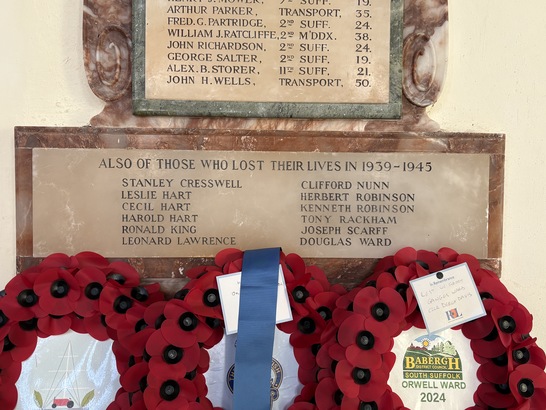 ARTHUR PARKER, TRANSPORT, 35.
FRED. G. PARTRIDGE, 2ND SUFF. 24.
WILLIAM J. RATCLIFFE, 2ND M'DDX. 38.
JOHN RICHARDSON, 2ND SUFF. 24.
GEORGE SALTER, 2ND SUFF. 19.
ALEX. B. STORER, 11TH SUFF. 21.
JOHN H. WELLS, TRANSPORT, 50.
ALSO OF THOSE WHO LOST THEIR LIVES IN 1939-1945
STANLEY CRESSWELL
LESLIE HART
CECIL HART
HAROLD HART
RONALD KING
LEONARD LAWRENCE
CLIFFORD NUNN
HERBERT ROBINSON
KENNETH ROBINSON
TONY RACKHAM
JOSEPH SCARFF
DOUGLAS WARD
BABERGH
DISTRICT COUNCIL
SOUTH SUFFOLK
ORWELL WARD
2024